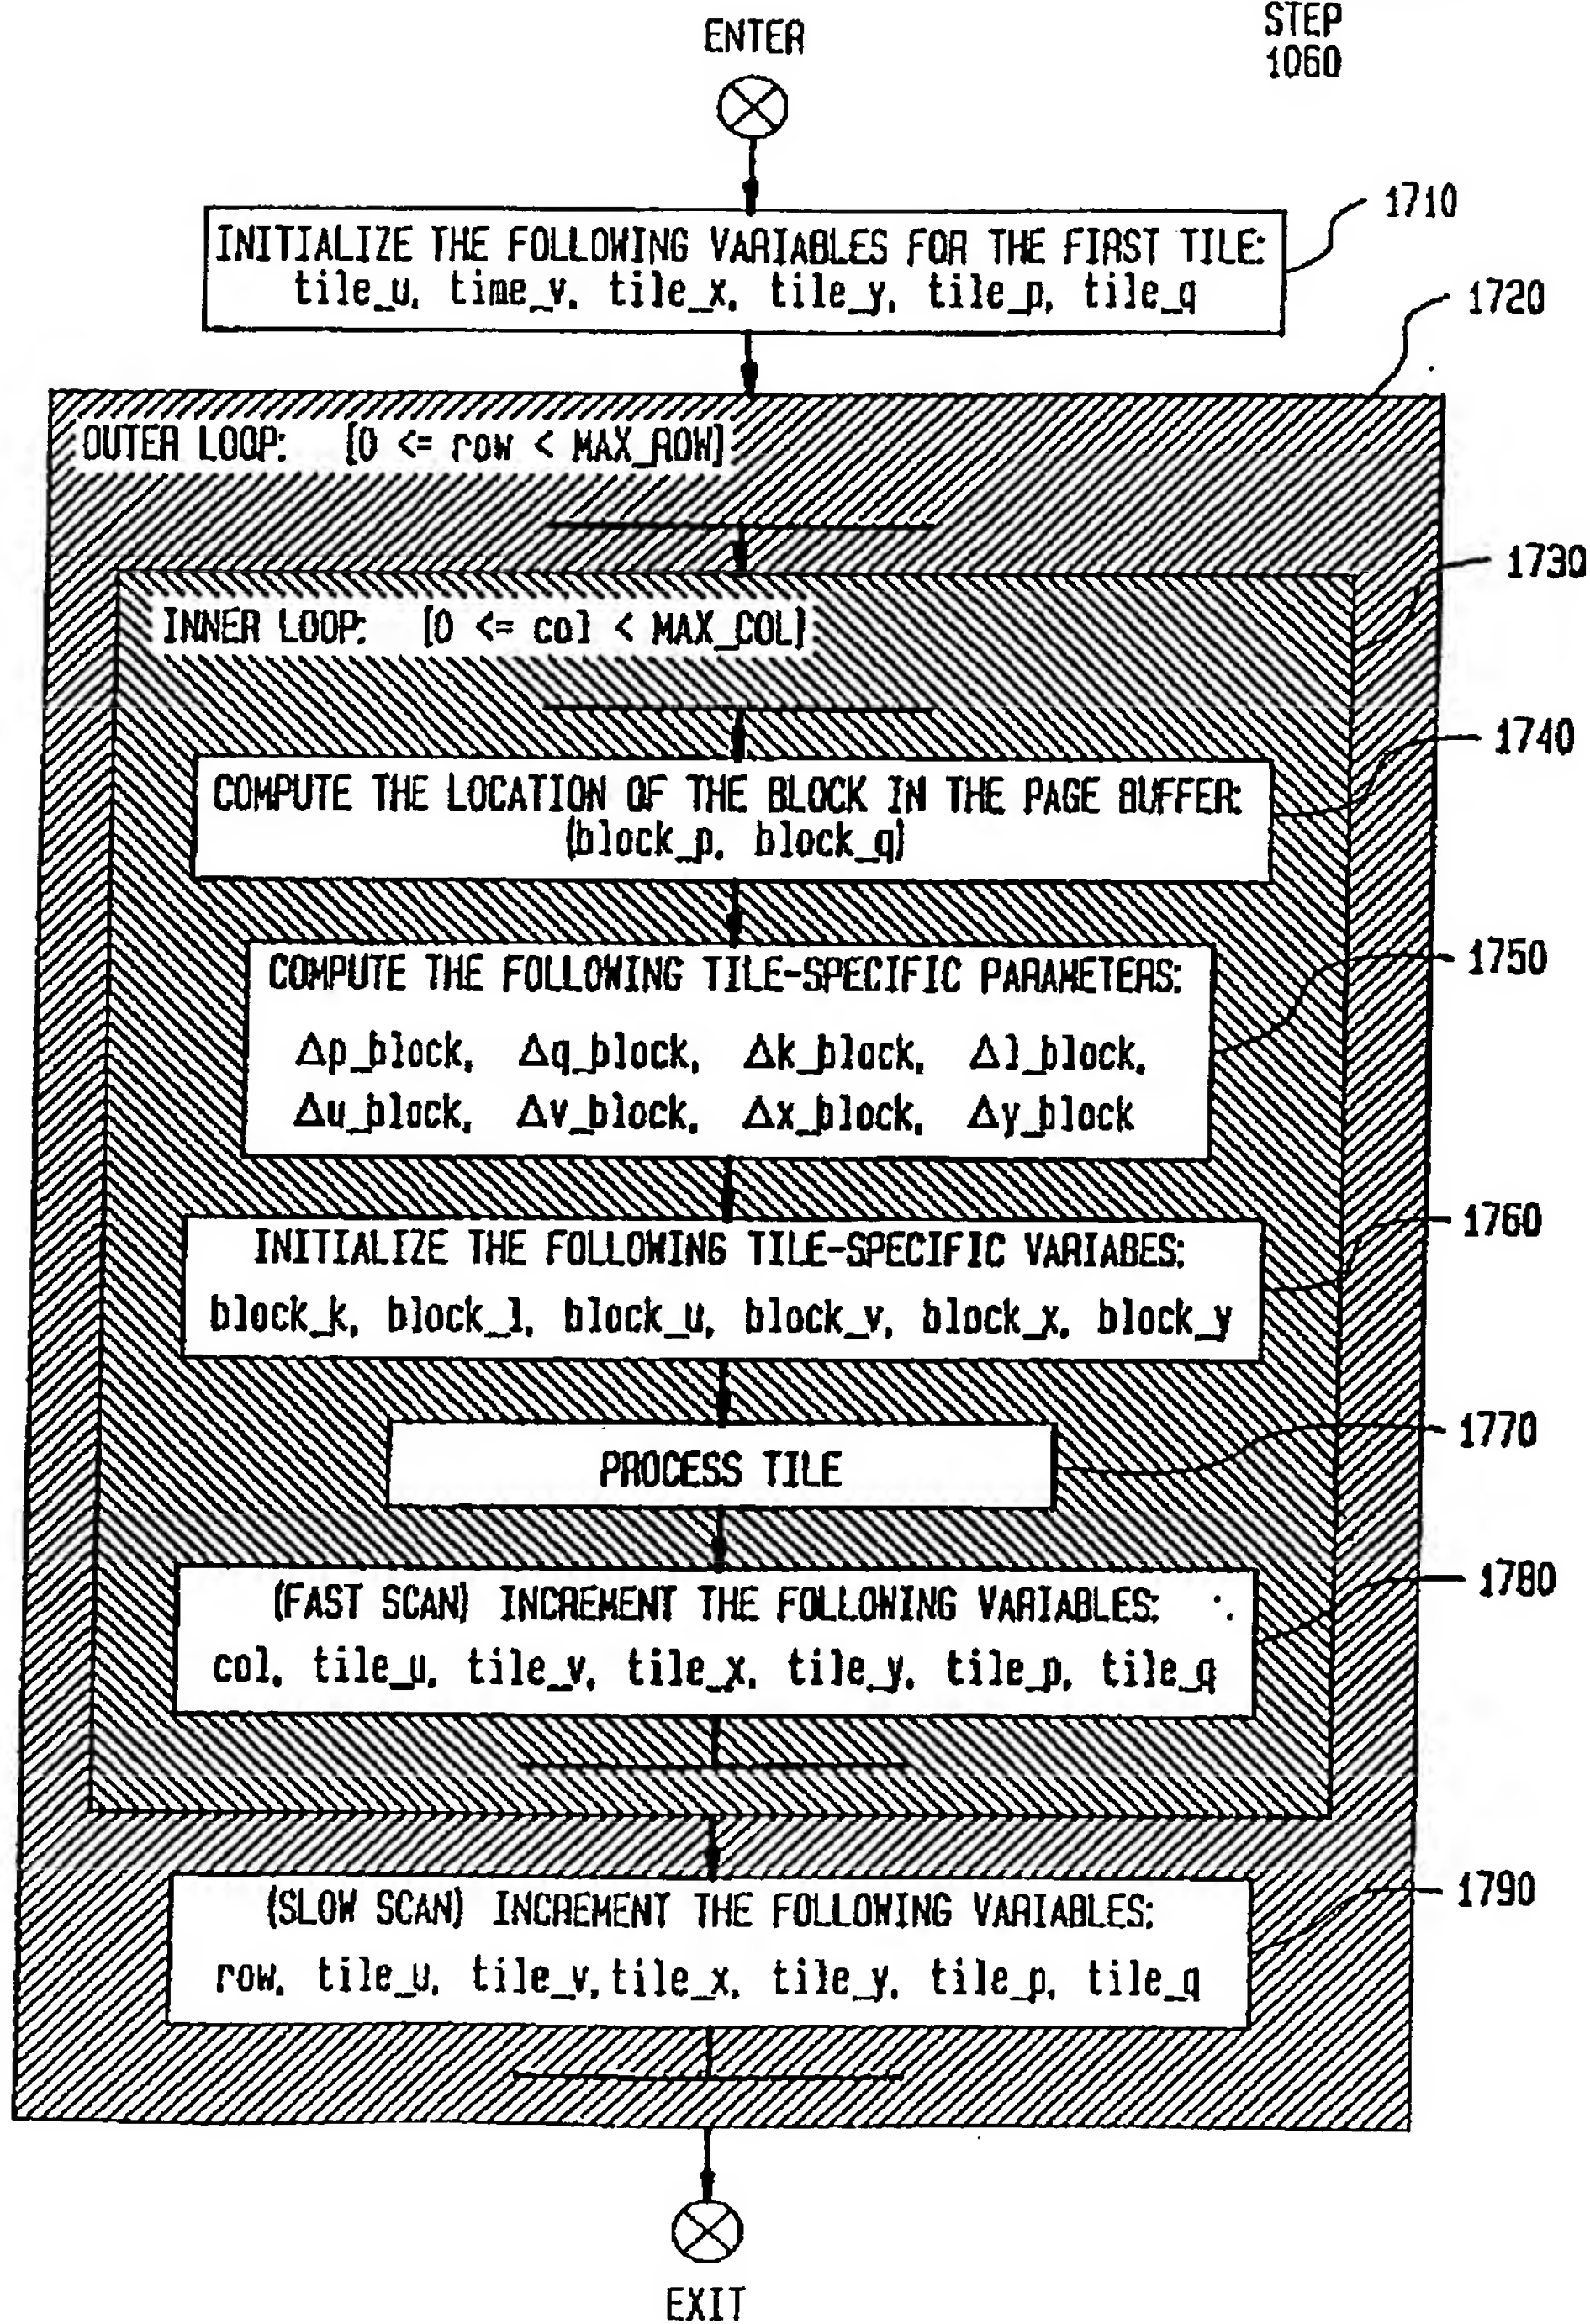 ENTER
STEP
1060
1710
INITIALIZE THE FOLLOWING VARIABLES FOR THE FIRST TILE:
tile_u, time_v, tile_x, tile_y, tile_p, tile_q
1720
OUTER LOOP: [0 <= row < MAX_ROW]
1730
INNER LOOP: [0 <= col < MAX_COL]
1740
COMPUTE THE LOCATION OF THE BLOCK IN THE PAGE BUFFER:
(block_p, block_q)
1750
COMPUTE THE FOLLOWING TILE-SPECIFIC PARAMETERS:
Δp_block, Δq_block, Δk_block, Δl_block,
Δu_block, Δv_block, Δx_block, Δy_block
1760
INITIALIZE THE FOLLOWING TILE-SPECIFIC VARIABES:
block_k, block_l, block_u, block_v, block_x, block_y
1770
PROCESS TILE
1780
(FAST SCAN) INCREMENT THE FOLLOWING VARIABLES:
col, tile_u, tile_v, tile_x, tile_y, tile_p, tile_q
1790
(SLOW SCAN) INCREMENT THE FOLLOWING VARIABLES:
row, tile_u, tile_v, tile_x, tile_y, tile_p, tile_q
EXIT